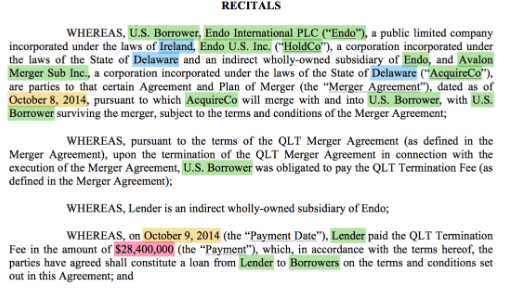 RECITALS
WHEREAS, U.S. Borrower, Endo International PLC (“Endo”), a public limited company
incorporated under the laws of Ireland, Endo U.S. Inc. (“HoldCo”), a corporation incorporated under
the laws of the State of Delaware and an indirect wholly-owned subsidiary of Endo, and Avalon
Merger Sub Inc., a corporation incorporated under the laws of the State of Delaware (“AcquireCo”),
are parties to that certain Agreement and Plan of Merger (the “Merger Agreement”), dated as of
October 8, 2014, pursuant to which AcquireCo will merge with and into U.S. Borrower, with U.S.
Borrower surviving the merger, subject to the terms and conditions of the Merger Agreement;
WHEREAS, pursuant to the terms of the QLT Merger Agreement (as defined in the
Merger Agreement), upon the termination of the QLT Merger Agreement in connection with the
execution of the Merger Agreement, U.S. Borrower was obligated to pay the QLT Termination Fee (as
defined in the Merger Agreement);
WHEREAS, Lender is an indirect wholly-owned subsidiary of Endo;
WHEREAS, on October 9, 2014 (the “Payment Date”), Lender paid the QLT Termination
Fee in the amount of $28,400,000 (the “Payment”), which, in accordance with the terms hereof, the
parties have agreed shall constitute a loan from Lender to Borrowers on the terms and conditions set
out in this Agreement; and